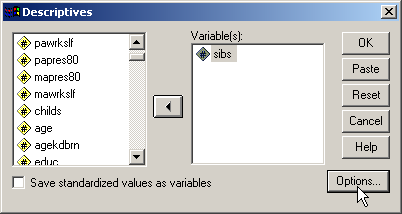 Descriptives
pawrkslf
papres80
mapres80
mawrkslf
childs
age
agekdbrn
educ
Variable(s):
sibs
OK
Paste
Reset
Cancel
Help
Save standardized values as variables
Options...